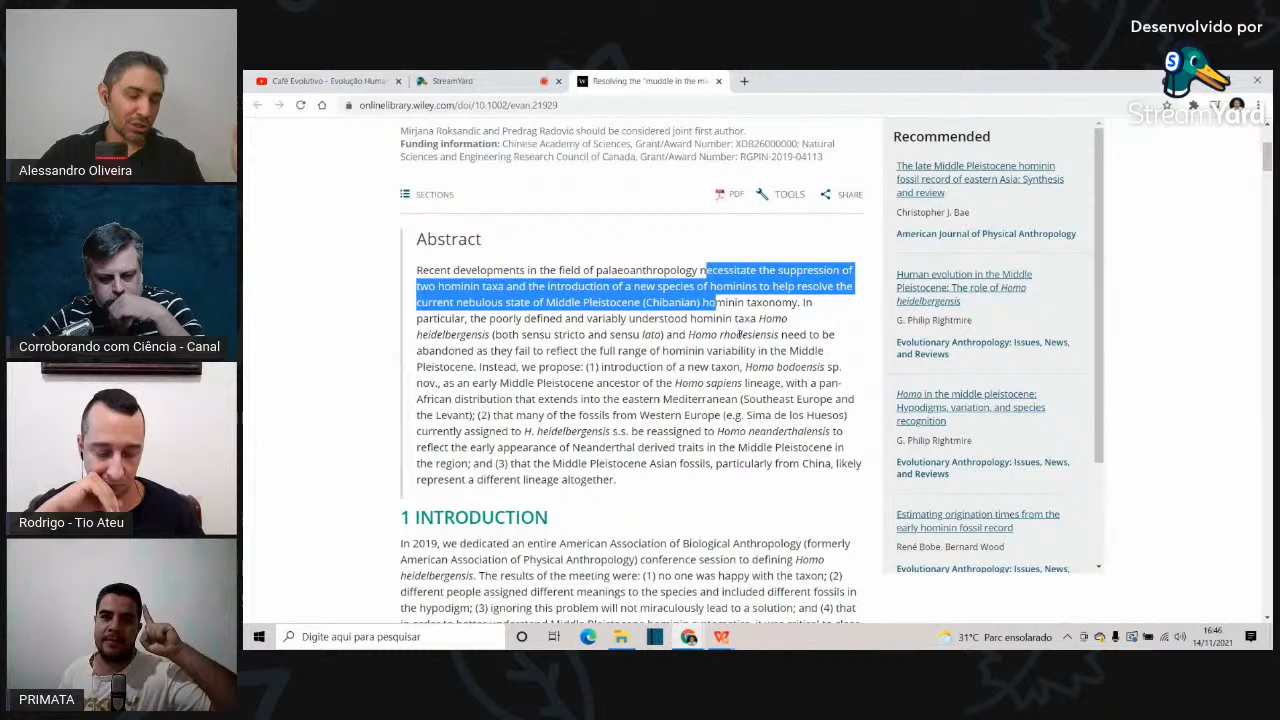 Desenvolvido por
S
StreamYard
Alessandro Oliveira
Corroborando com Ciência - Canal
Rodrigo - Tio Ateu
PRIMATA
Café Evolutivo - Evolução Human
StreamYard
W
Resolving the "muddle in the mi
onlinelibrary.wiley.com/doi/10.1002/evan.21929
Mirjana Roksandic and Predrag Radović should be considered joint first author.
Funding information: Chinese Academy of Sciences, Grant/Award Number: XDB26000000; Natural
Sciences and Engineering Research Council of Canada, Grant/Award Number: RGPIN-2019-04113
SECTIONS
PDF
TOOLS
SHARE
Abstract
Recent developments in the field of palaeoanthropology necessitate the suppression of
two hominin taxa and the introduction of a new species of hominins to help resolve the
current nebulous state of Middle Pleistocene (Chibanian) hominin taxonomy. In
particular, the poorly defined and variably understood hominin taxa Homo
heidelbergensis (both sensu stricto and sensu lato) and Homo rhodesiensis need to be
abandoned as they fail to reflect the full range of hominin variability in the Middle
Pleistocene. Instead, we propose: (1) introduction of a new taxon, Homo bodoensis sp.
nov., as an early Middle Pleistocene ancestor of the Homo sapiens lineage, with a pan-
African distribution that extends into the eastern Mediterranean (Southeast Europe and
the Levant); (2) that many of the fossils from Western Europe (e.g. Sima de los Huesos)
currently assigned to H. heidelbergensis s.s. be reassigned to Homo neanderthalensis to
reflect the early appearance of Neanderthal derived traits in the Middle Pleistocene in
the region; and (3) that the Middle Pleistocene Asian fossils, particularly from China, likely
represent a different lineage altogether.
1 INTRODUCTION
In 2019, we dedicated an entire American Association of Biological Anthropology (formerly
American Association of Physical Anthropology) conference session to defining Homo
heidelbergensis. The results of the meeting were: (1) no one was happy with the taxon; (2)
different people assigned different meanings to the species and included different fossils in
the hypodigm; (3) ignoring this problem will not miraculously lead to a solution; and (4) that
Recommended
The late Middle Pleistocene hominin
fossil record of eastern Asia: Synthesis
and review
Christopher J. Bae
American Journal of Physical Anthropology
Human evolution in the Middle
Pleistocene: The role of Homo
heidelbergensis
G. Philip Rightmire
Evolutionary Anthropology: Issues, News,
and Reviews
Homo in the middle pleistocene:
Hypodigms, variation, and species
recognition
G. Philip Rightmire
Evolutionary Anthropology: Issues, News,
and Reviews
Estimating origination times from the
early hominin fossil record
René Bobe, Bernard Wood
Evolutionary Anthropology: Issues, News,
Digite aqui para pesquisar
31°C Parc ensolarado
16:46
14/11/2021